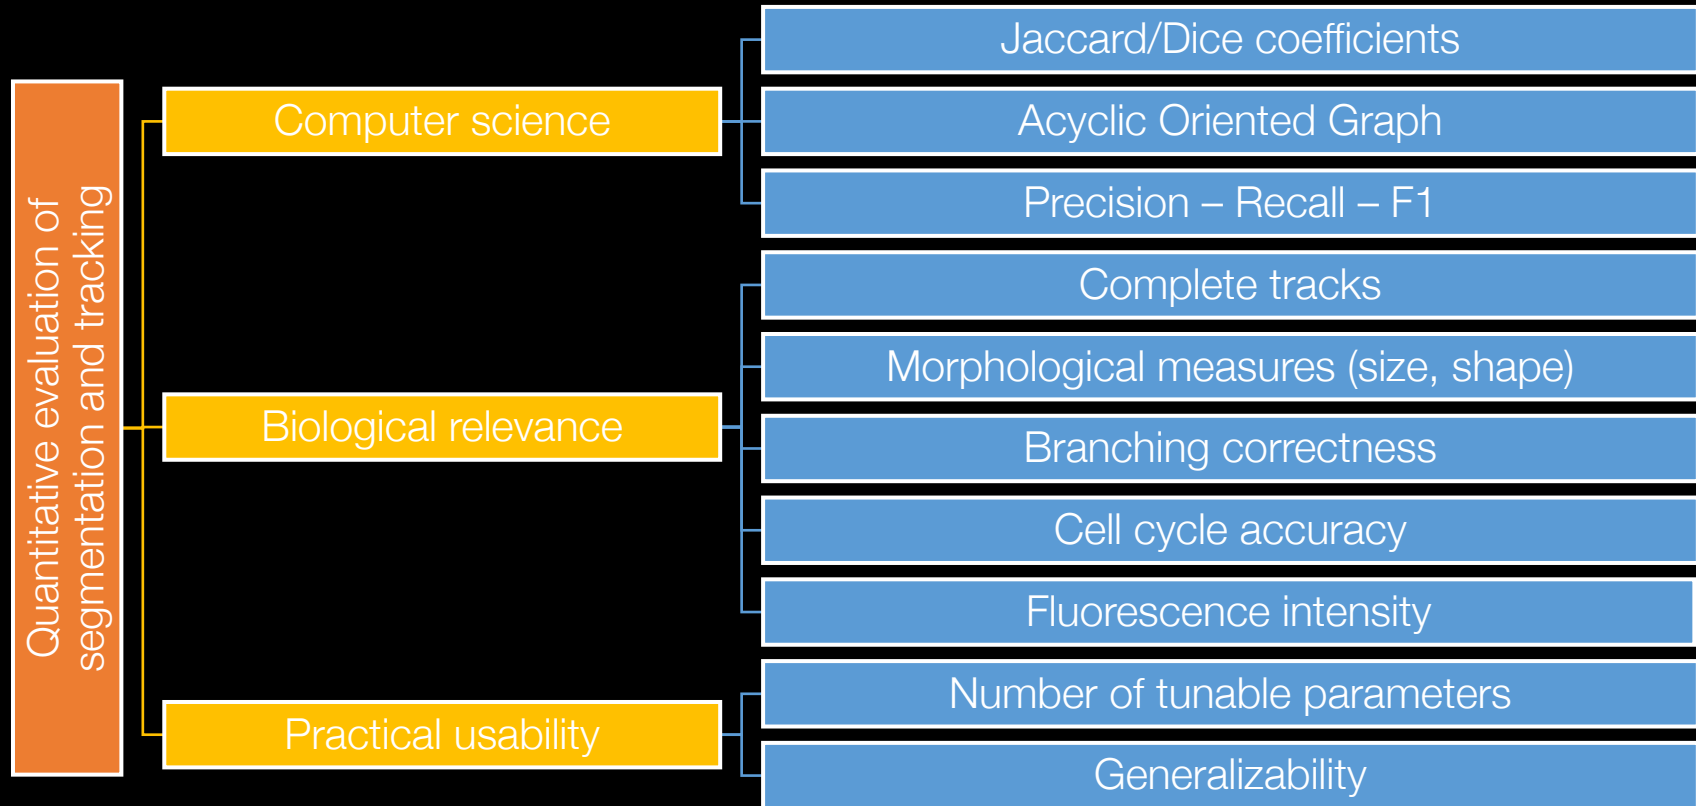 Quantitative evaluation of
segmentation and tracking
Computer science
Jaccard/Dice coefficients
Acyclic Oriented Graph
Precision – Recall – F1
Biological relevance
Complete tracks
Morphological measures (size, shape)
Branching correctness
Cell cycle accuracy
Fluorescence intensity
Practical usability
Number of tunable parameters
Generalizability